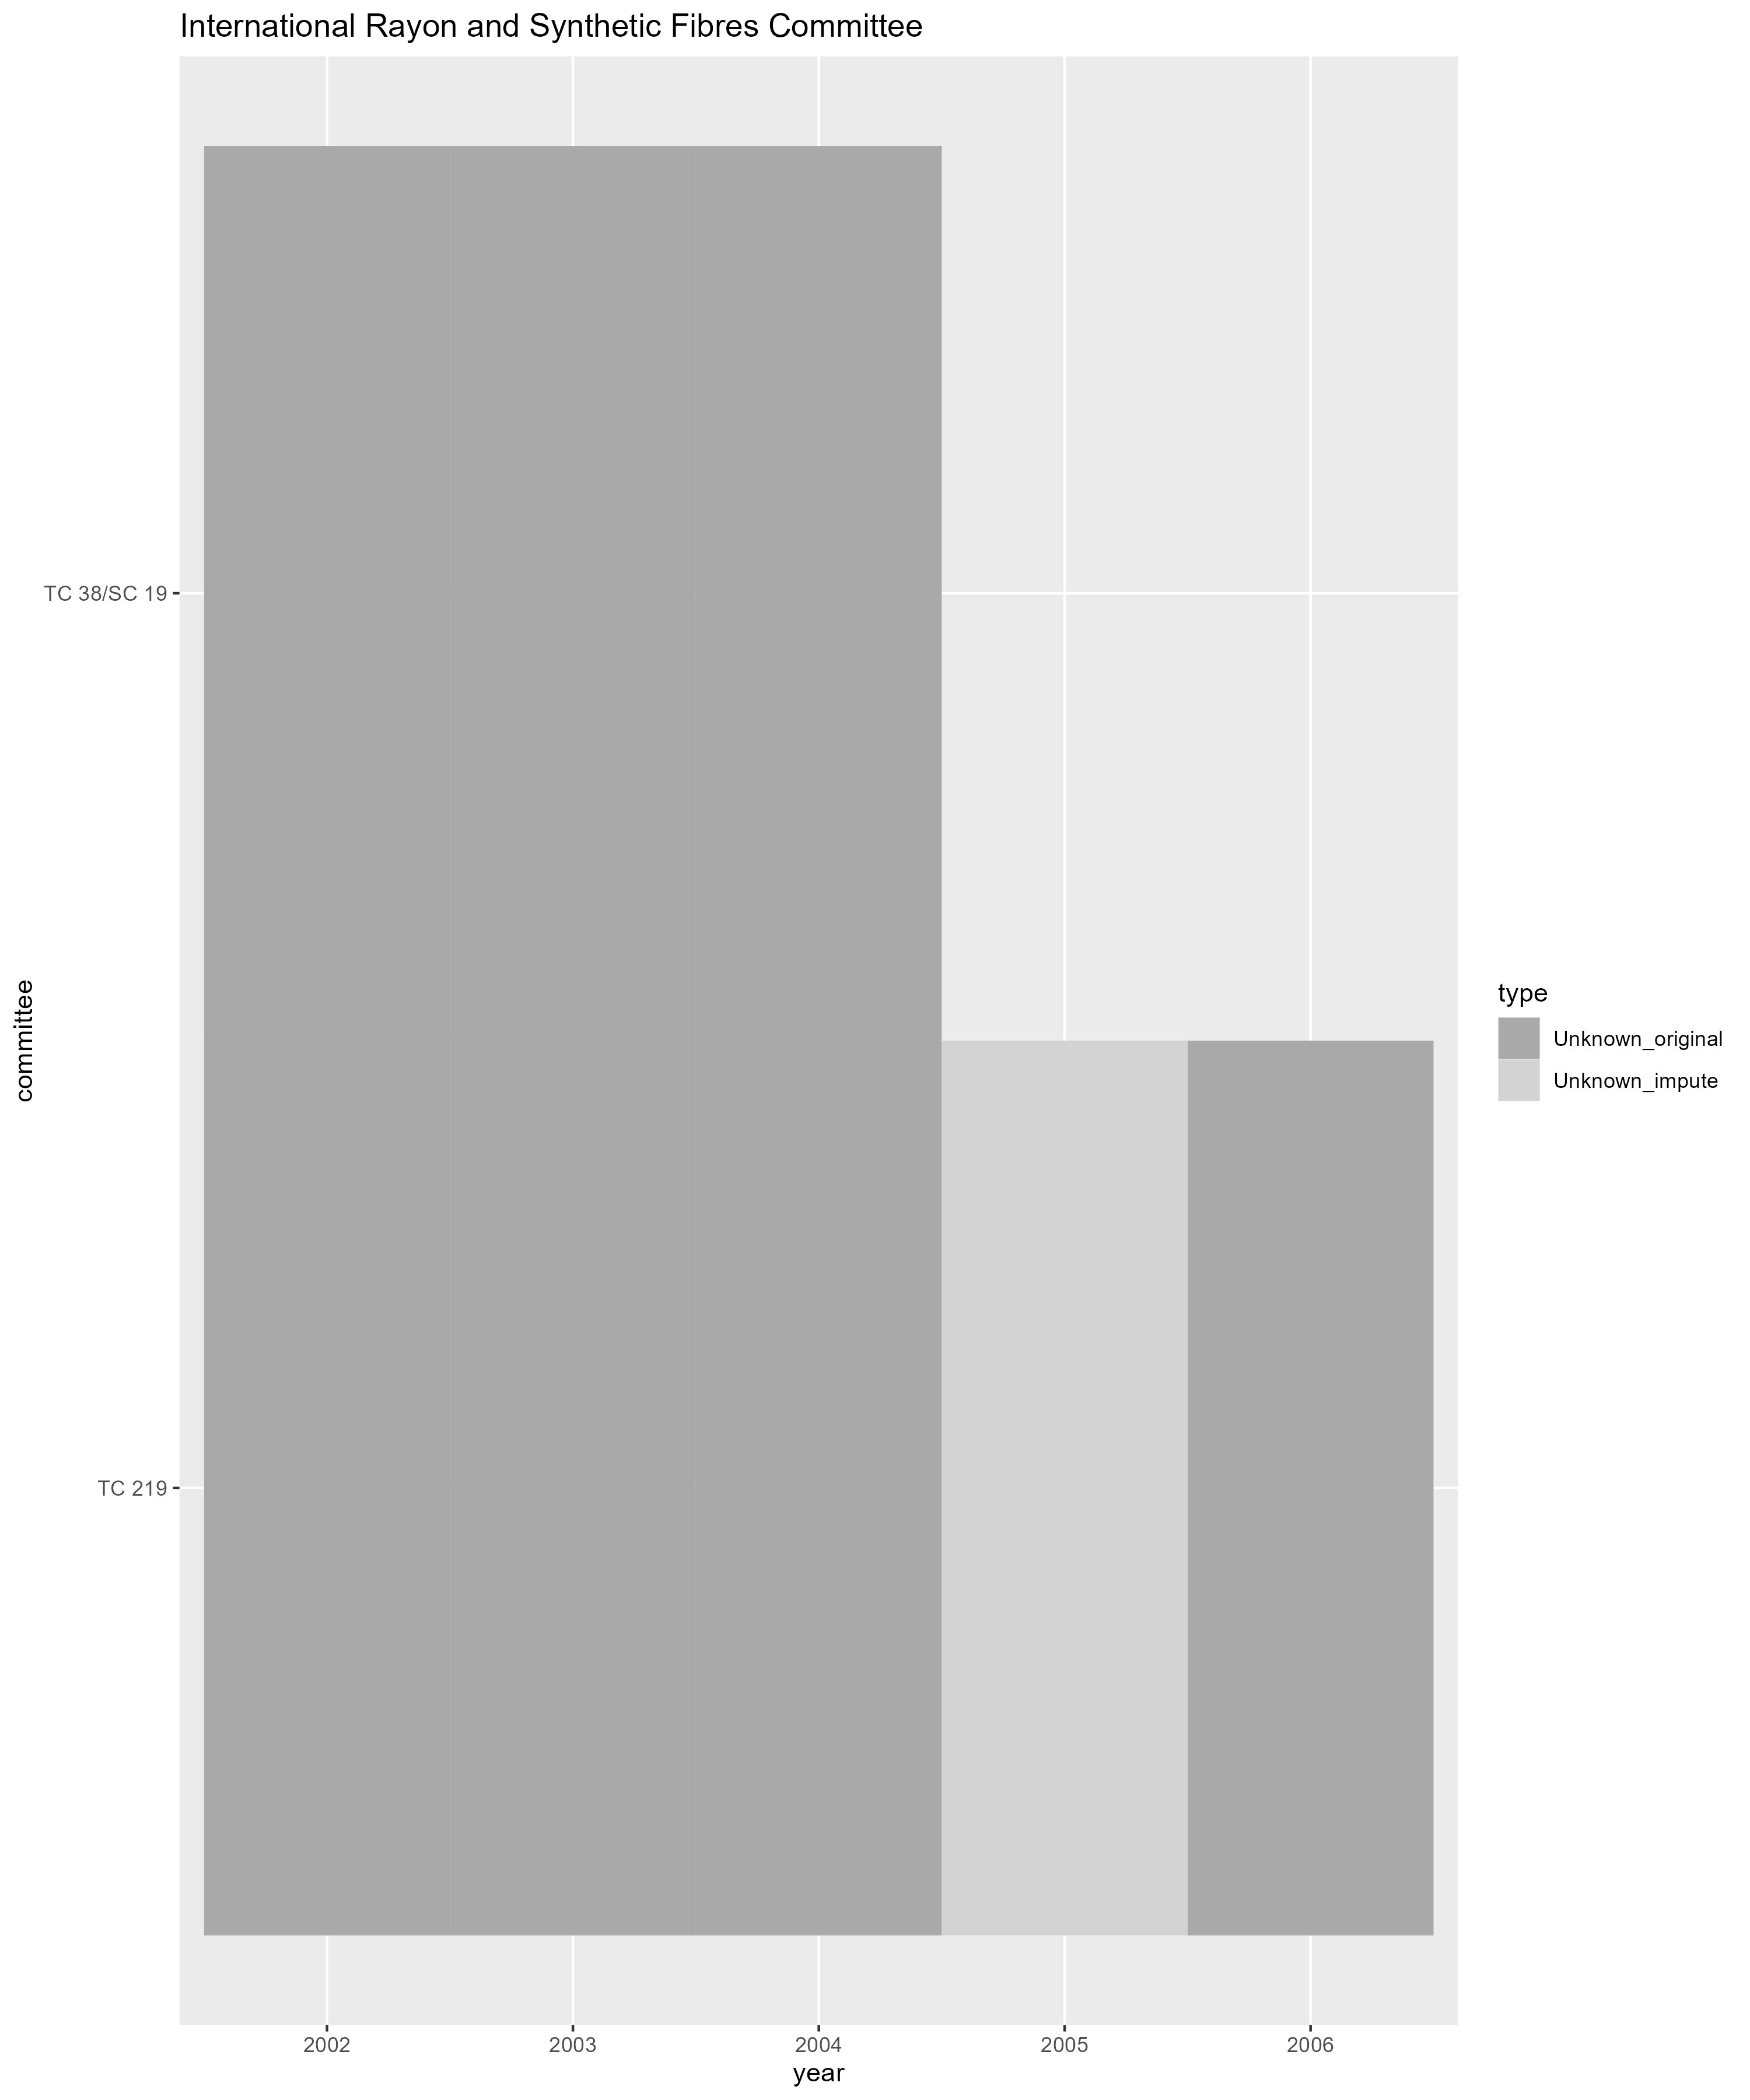 International Rayon and Synthetic Fibres Committee
TC 38/SC 19
TC 219
committee
2002 2003 2004 2005 2006
year
type
Unknown_original
Unknown_impute